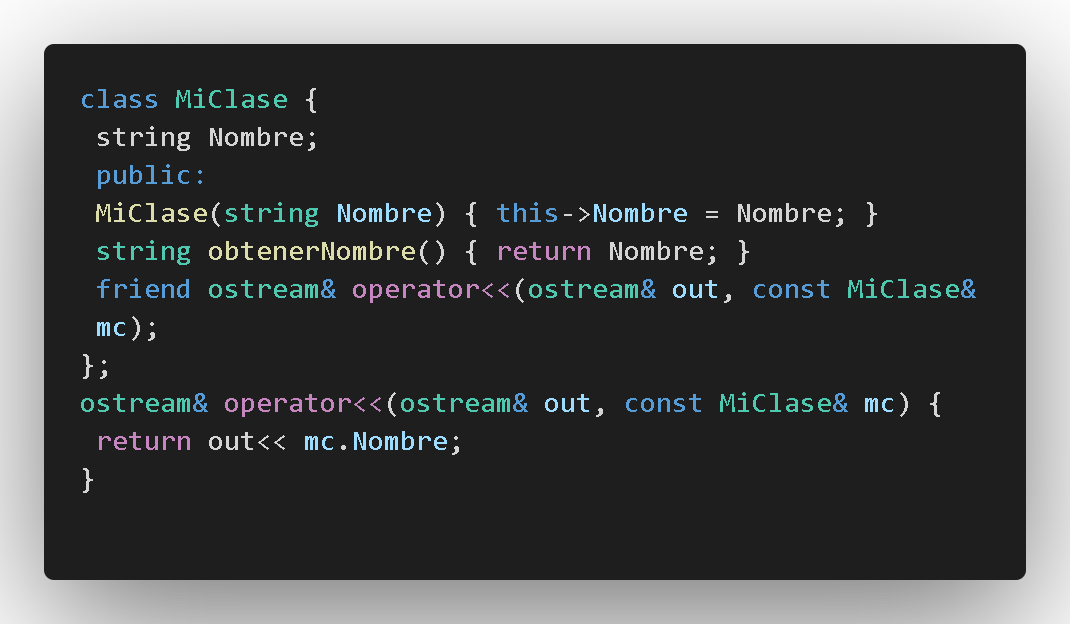 class MiClase {
 string Nombre;
 public:
 MiClase(string Nombre) { this->Nombre = Nombre; }
 string obtenerNombre() { return Nombre; }
 friend ostream& operator<<(ostream& out, const MiClase&
 mc);
};
ostream& operator<<(ostream& out, const MiClase& mc) {
 return out<< mc.Nombre;
}